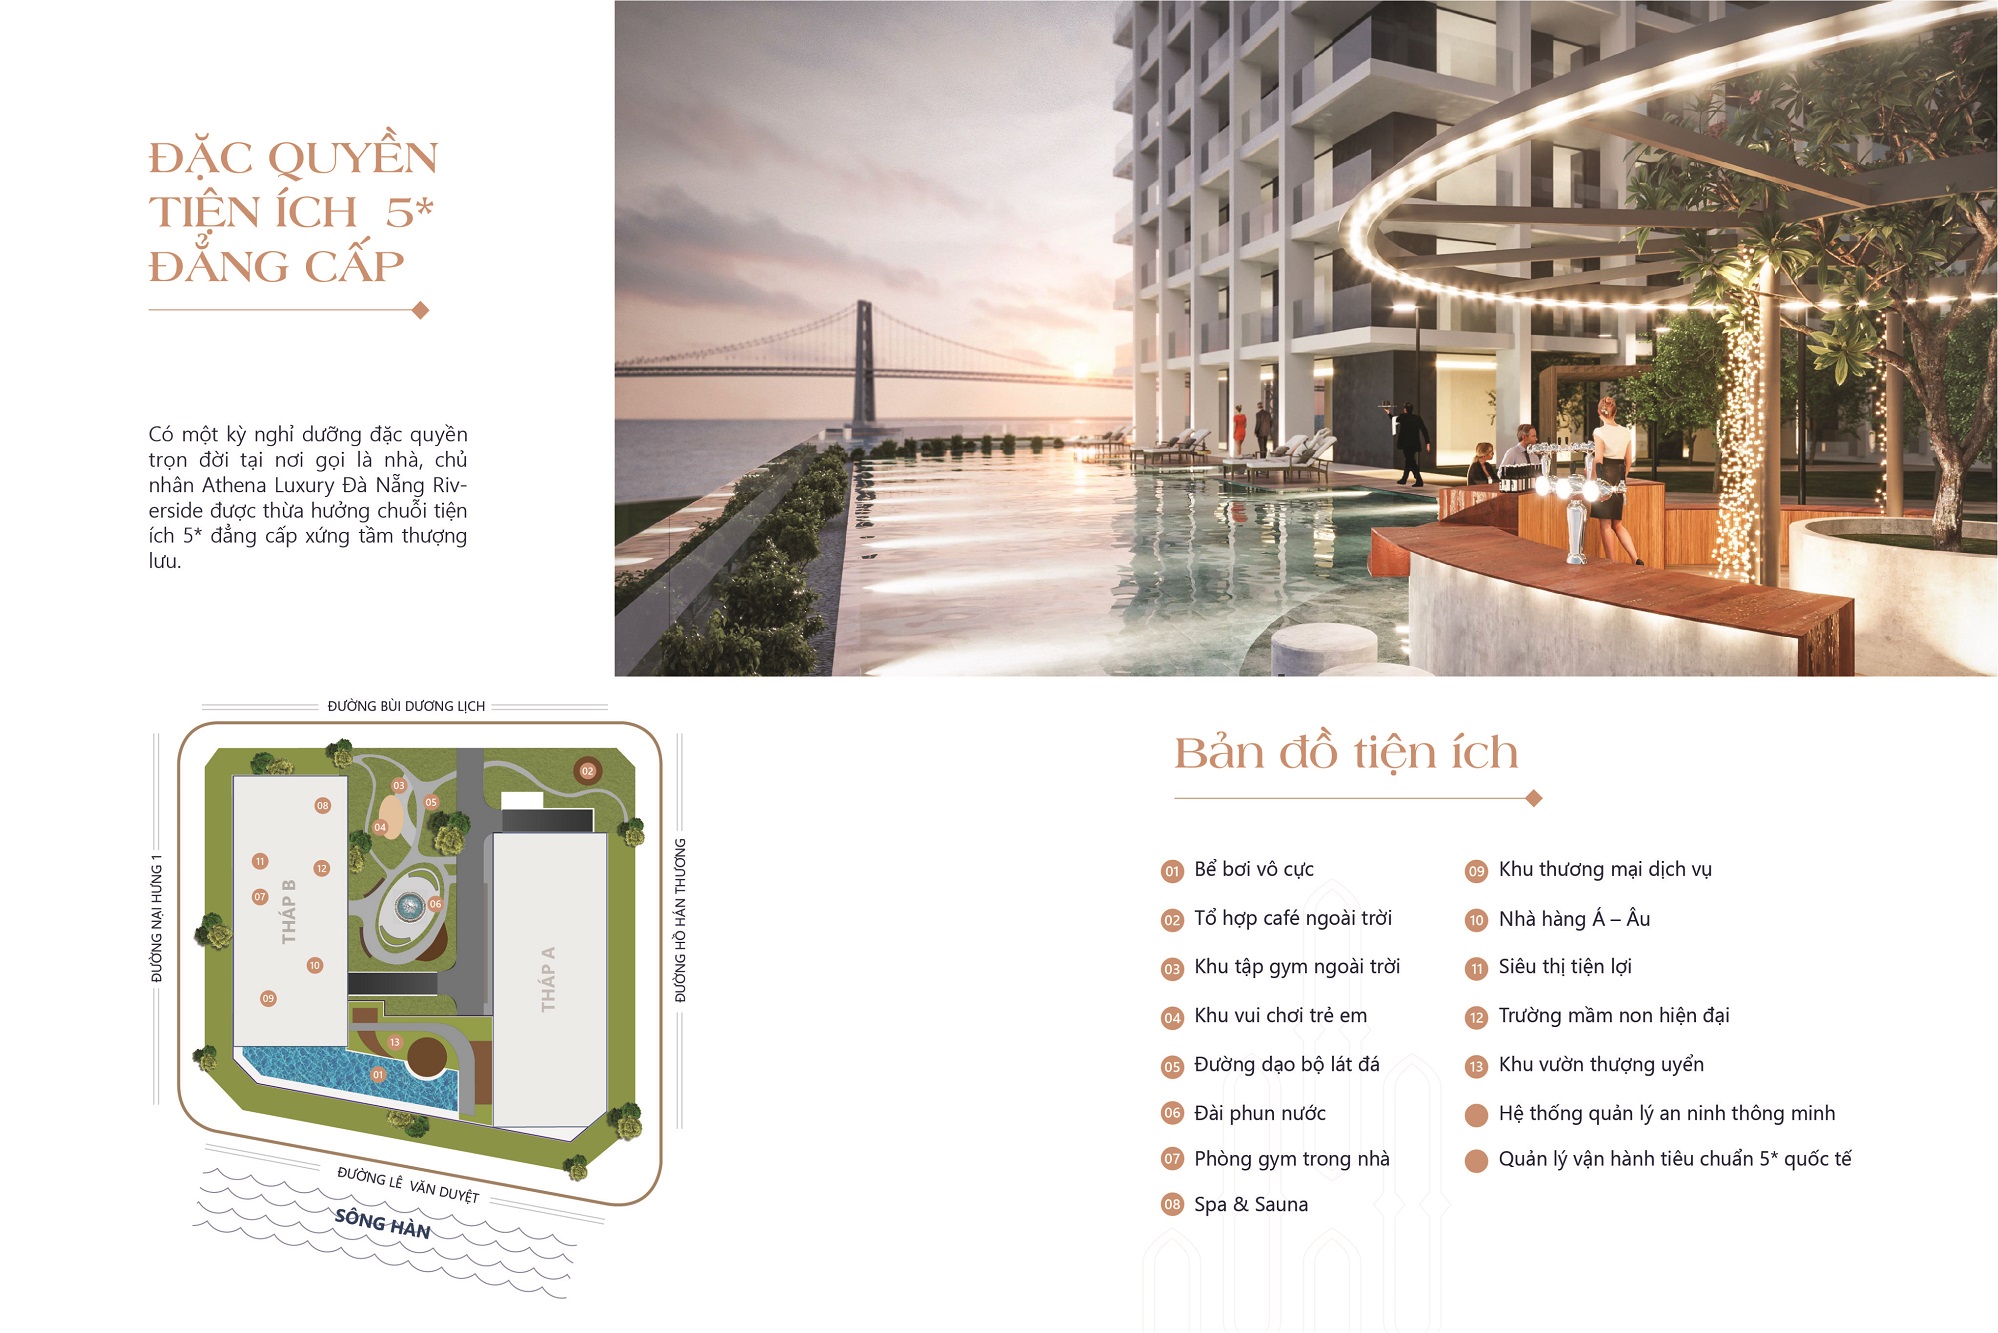 ĐẶC QUYỀN
TIỆN ÍCH 5*
ĐẲNG CẤP
Có một kỳ nghỉ dưỡng đặc quyền
trọn đời tại nơi gọi là nhà, chủ
nhân Athena Luxury Đà Nẵng Riv-
erside được thừa hưởng chuỗi tiện
ích 5* đẳng cấp xứng tầm thượng
lưu.
ĐƯỜNG BÙI DƯƠNG LỊCH
ĐƯỜNG NẠI HƯNG 1
ĐƯỜNG HỒ HÁN THƯƠNG
THÁP B
THÁP A
02
03
05
08
04
11
12
07
06
10
09
13
01
ĐƯỜNG LÊ VĂN DUYỆT
SÔNG HÀN
Bản đồ tiện ích
01 Bể bơi vô cực
02 Tổ hợp café ngoài trời
03 Khu tập gym ngoài trời
04 Khu vui chơi trẻ em
05 Đường dạo bộ lát đá
06 Đài phun nước
07 Phòng gym trong nhà
08 Spa & Sauna
09 Khu thương mại dịch vụ
10 Nhà hàng Á – Âu
11 Siêu thị tiện lợi
12 Trường mầm non hiện đại
13 Khu vườn thượng uyển
Hệ thống quản lý an ninh thông minh
Quản lý vận hành tiêu chuẩn 5* quốc tế